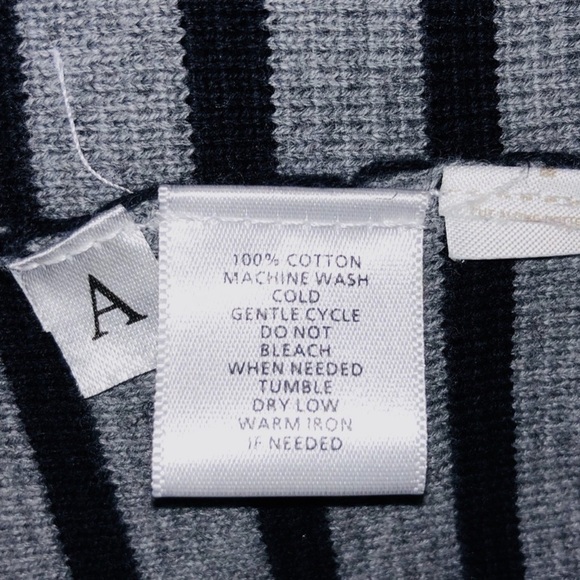 A
100% COTTON
MACHINE WASH
COLD
GENTLE CYCLE
DO NOT
BLEACH
WHEN NEEDED
TUMBLE
DRY LOW
WARM IRON
IF NEEDED